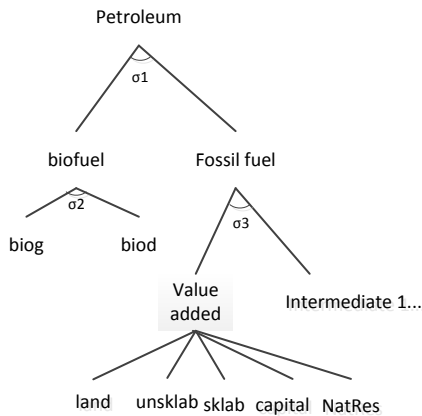 Petroleum
σ1
biofuel Fossil fuel
σ2
σ3
biog biod
Value
added
Intermediate 1...
land unsklab sklab capital NatRes